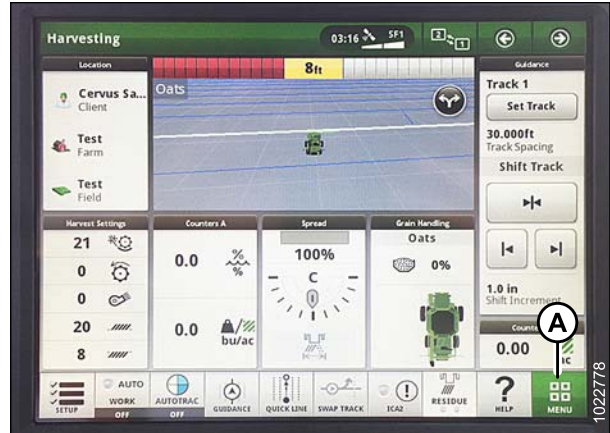 Harvesting
03:16 SF1
2 1
Location
Cervus Sa...
Client
Test
Farm
Test
Field
8ft
Oats
Guidance
Track 1
Set Track
30.000ft
Track Spacing
Shift Track
1.0 in
Shift Increment
Harvest Settings
21
0
0
20
8
Counters A
0.0 %
%
0.0 bu/ac
Spread
100%
C
Grain Handling
Oats
0%
0.00 ac
A
SETUP
AUTO
WORK
OFF
AUTOTRAC
OFF
GUIDANCE
QUICK LINE
SWAP TRACK
ICA2
RESIDUE
?
HELP
MENU
1022778